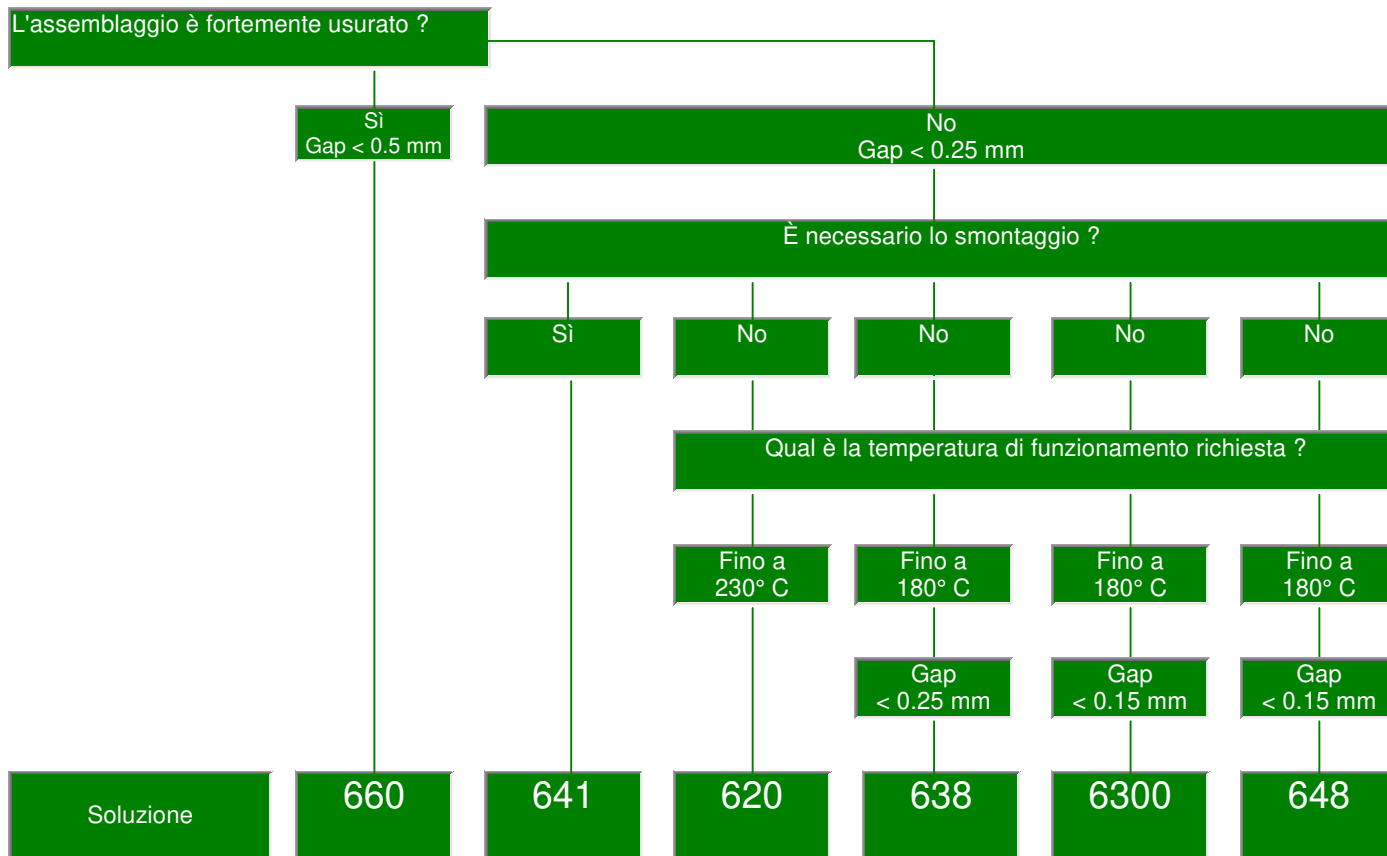 L'assemblaggio è fortemente usurato ?
Sì
Gap < 0.5 mm
No
Gap < 0.25 mm
È necessario lo smontaggio ?
Sì
No
No
No
No
Qual è la temperatura di funzionamento richiesta ?
Fino a
230° C
Fino a
180° C
Fino a
180° C
Fino a
180° C
Gap
< 0.25 mm
Gap
< 0.15 mm
Gap
< 0.15 mm
Soluzione
660
641
620
638
6300
648